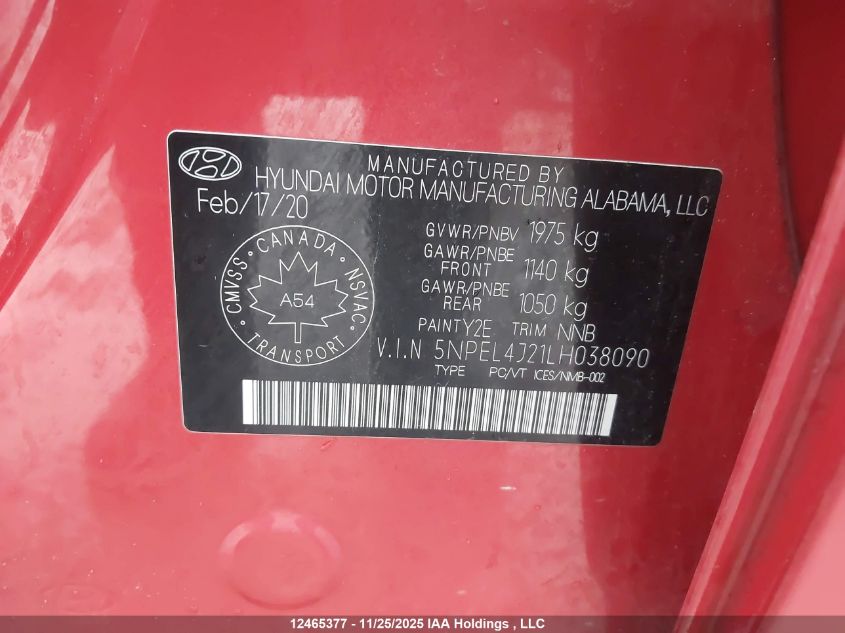 MANUFACTURED BY
HYUNDAI MOTOR MANUFACTURING ALABAMA, LLC
Feb/17/20
GVWR/PNBV 1975 kg
GAWR/PNBE FRONT 1140 kg
GAWR/PNBE REAR 1050 kg
CANADA
CMVSS
NSVAC
A54
TRANSPORT
PAINT Y2E TRIM NNB
V.I.N 5NPEL4J21LH038090
TYPE PC/VT ICES/NMB-002
12465377 - 11/25/2025 IAA Holdings , LLC